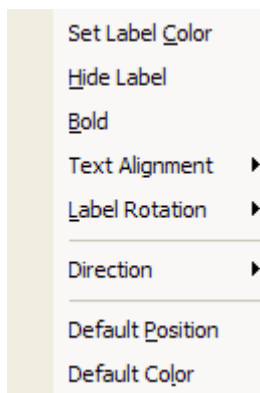 Set Label Color
Hide Label
Bold
Text Alignment
Label Rotation
Direction
Default Position
Default Color